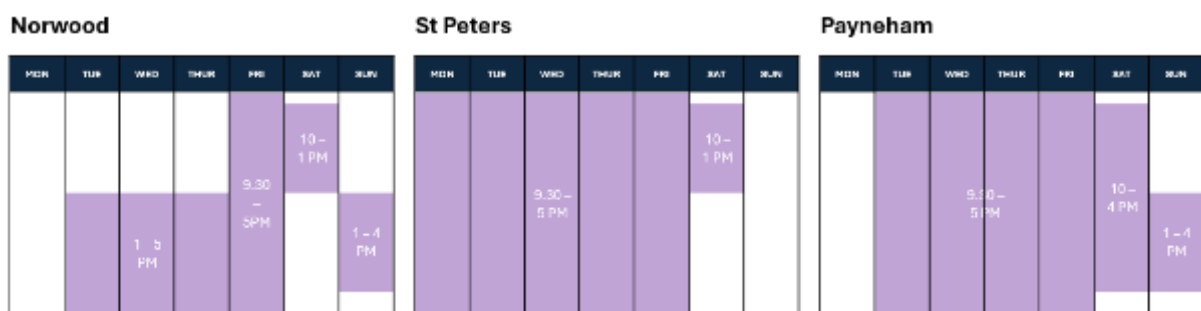 Norwood
MON TUE WED THUR FRI SAT SUN
10 –
1 PM
9.30
–
5PM
1 – 5
PM
1 – 4
PM
St Peters
MON TUE WED THUR FRI SAT SUN
10 –
1 PM
9.30 –
5 PM
Payneham
MON TUE WED THUR FRI SAT SUN
9.30 –
5 PM
10 –
4 PM
1 – 4
PM